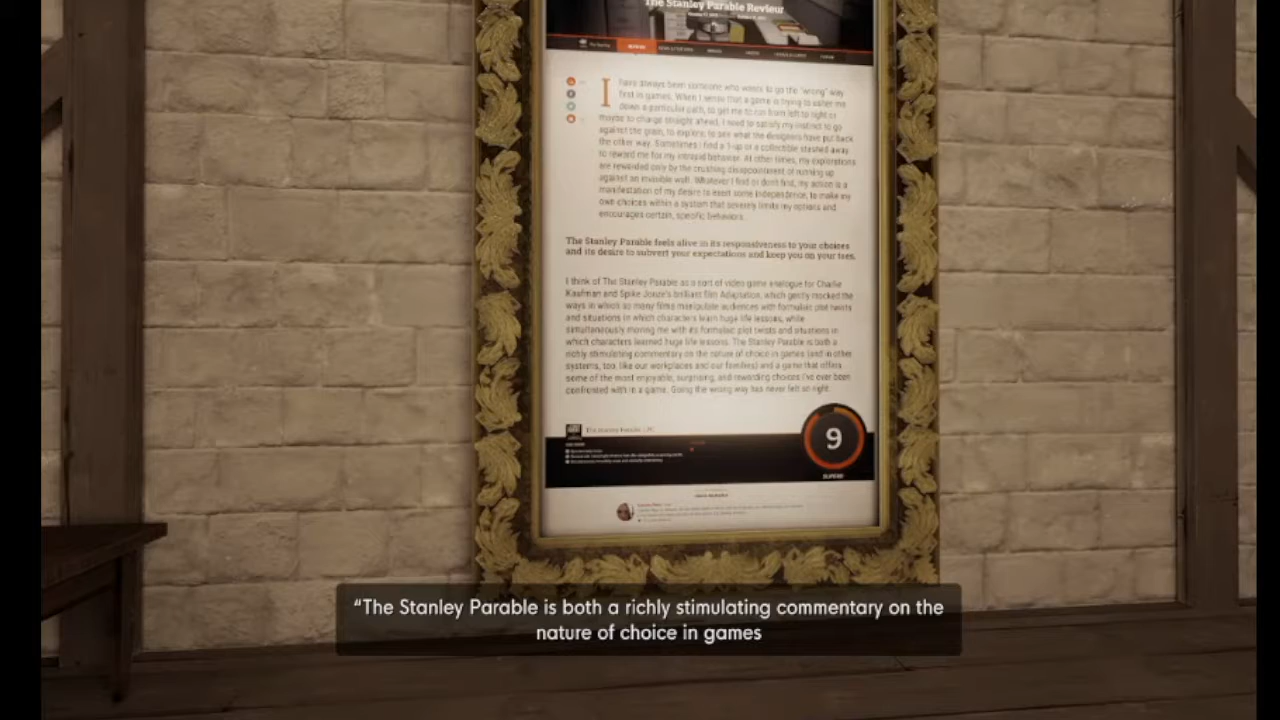 The Stanley Parable Review
I have always been someone who wants to go the "wrong" way
first in games. When I sense that a game is trying to usher me
down a particular path, to get me to run from left to right or
maybe to charge straight ahead, I need to satisfy my instinct to go
against the grain, to explore, to see what the designers have put back
the other way. Sometimes I find a 1-up or a collectible stashed away
to reward me for my intrepid behavior. At other times, my explorations
are rewarded only by the crushing disappointment of running up
against an invisible wall. Whatever I find or don't find, my action is a
manifestation of my desire to insert some independence, to make my
own choices within a system that severely limits my options and
encourages certain, specific behaviors.
The Stanley Parable feels alive in its responsiveness to your choices
and its desire to subvert your expectations and keep you on your toes.
I think of The Stanley Parable as a sort of video game analogue for Charlie
Kaufman and Spike Jonze's brilliant film Adaptation, which gently mocked the
ways in which so many films manipulate audiences with formulaic plot twists
and situations in which characters learn huge life lessons, while
simultaneously moving me with its formulaic plot twists and situations in
which characters learned huge life lessons. The Stanley Parable is both a
richly stimulating commentary on the nature of choice in games (and in other
systems, too, like our workplaces and our families) and a game that offers
some of the most enjoyable, surprising, and rewarding choices I've ever been
confronted with in a game. Going the wrong way has never felt so right.
The Stanley Parable | PC
9
SUPERB
"The Stanley Parable is both a richly stimulating commentary on the
nature of choice in games